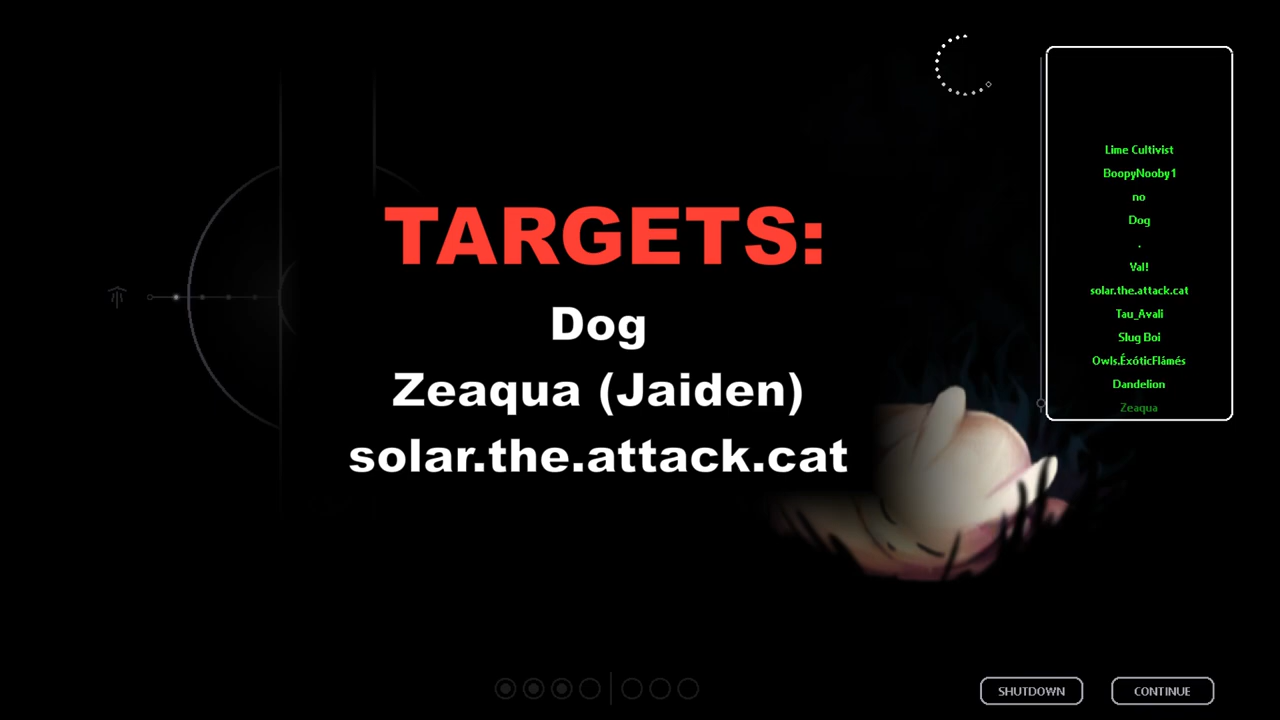 TARGETS:
Dog
Zeaqua (Jaiden)
solar.the.attack.cat
Lime Cultivist
BoopyNooby1
no
Dog
.
Val!
solar.the.attack.cat
Tau_Avali
Slug Boi
Owls.ÉxóticFlámés
Dandelion
Zeaqua
SHUTDOWN
CONTINUE